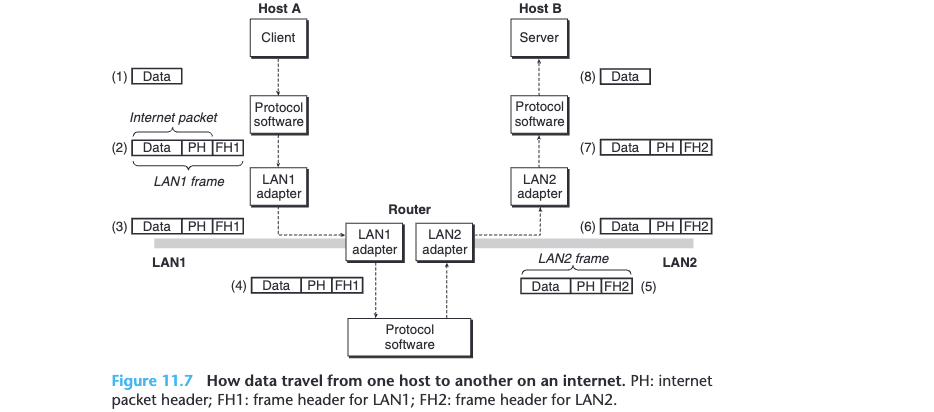 Host A
Host B
Client
Server
(1) Data
(8) Data
Protocol
software
Protocol
software
Internet packet
(2) Data PH FH1
LAN1 frame
(7) Data PH FH2
LAN1
adapter
LAN2
adapter
Router
(3) Data PH FH1
LAN1
adapter
LAN2
adapter
(6) Data PH FH2
LAN1
LAN2 frame
LAN2
(4) Data PH FH1
Data PH FH2 (5)
Protocol
software
Figure 11.7 How data travel from one host to another on an internet. PH: internet
packet header; FH1: frame header for LAN1; FH2: frame header for LAN2.